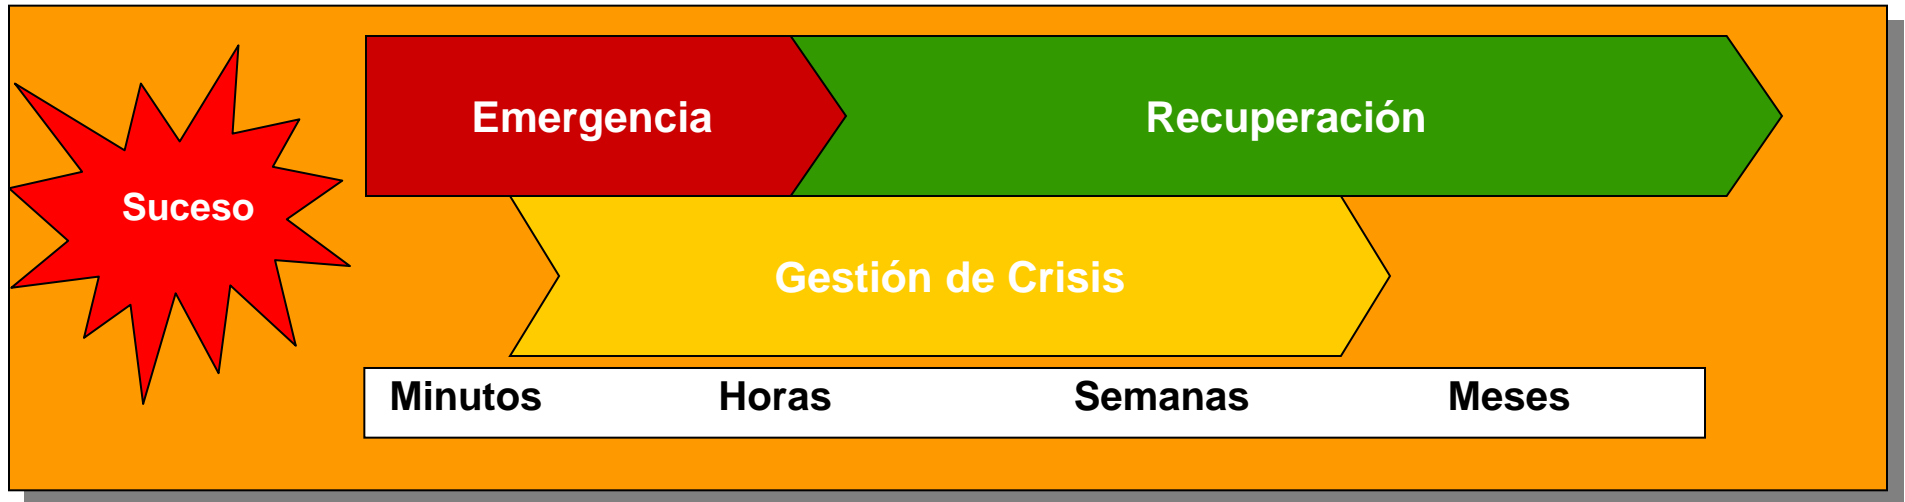 Emergencia
Recuperación
Suceso
Gestión de Crisis
Minutos Horas Semanas Meses